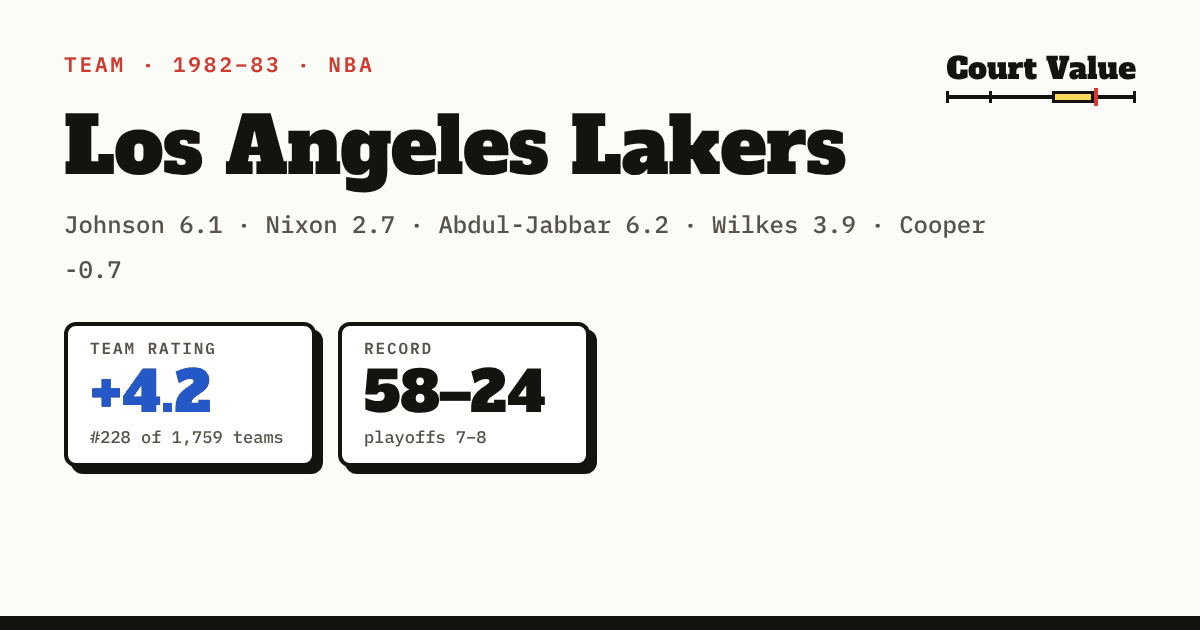 TEAM · 1982–83 · NBA
Court Value
Los Angeles Lakers
Johnson 6.1 · Nixon 2.7 · Abdul-Jabbar 6.2 · Wilkes 3.9 · Cooper
-0.7
TEAM RATING
+4.2
#228 of 1,759 teams
RECORD
58–24
playoffs 7–8